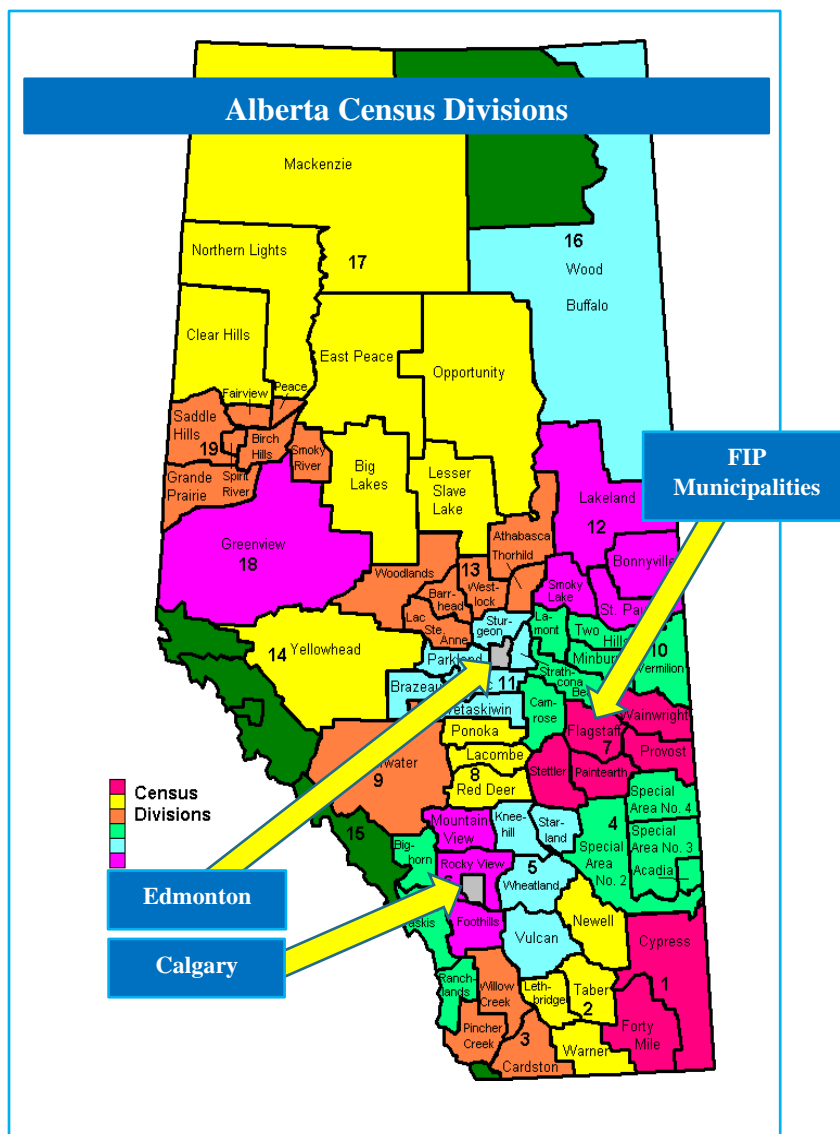 Alberta Census Divisions
Mackenzie
16
Northern Lights
17
Wood
Buffalo
Clear Hills
East Peace
Opportunity
Peace
Fairview
Saddle
Hills
19
Birch
Hills
Smoky
River
Grande
Prairie
Spirit
River
Big
Lakes
Lesser
Slave
Lake
FIP
Municipalities
Lakeland
12
Athabasca
Thorhild
Bonnyville
Greenview
18
Woodlands
13
West-
lock
Barr-
head
Smoky
Lake
St. Pau
Lac
Ste.
Anne
Stur-
geon
La-
mont
Two
Hills
10
Minbur
Vermilion
14
Yellowhead
Parkland
Strath-
cona
Be
Brazeau
c
11
etaskiwin
Cam-
rose
Wainwright
Flagstaff
7
Provost
Ponoka
Lacombe
8
Red Deer
Stettler
Paintearth
water
9
Census
Divisions
Special
Area No. 4
4
Special
Area No. 3
Special
Area
No. 2
Acadia
Mountain
View
Knee-
hill
Star-
land
15
Big-
horn
Rocky View
6
5
Wheatland
Edmonton
Newell
askis
Foothills
Vulcan
Cypress
Calgary
Ranch-
lands
Willow
Creek
Leth-
bridge
Taber
2
1
Forty
Mile
Pincher
Creek
3
Cardston
Warner